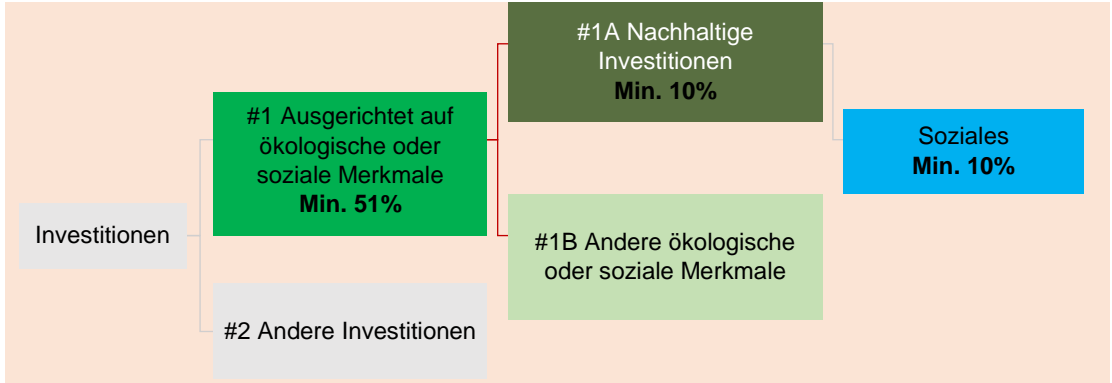 Investitionen
#1 Ausgerichtet auf
ökologische oder
soziale Merkmale
Min. 51%
#2 Andere Investitionen
#1A Nachhaltige
Investitionen
Min. 10%
#1B Andere ökologische
oder soziale Merkmale
Soziales
Min. 10%